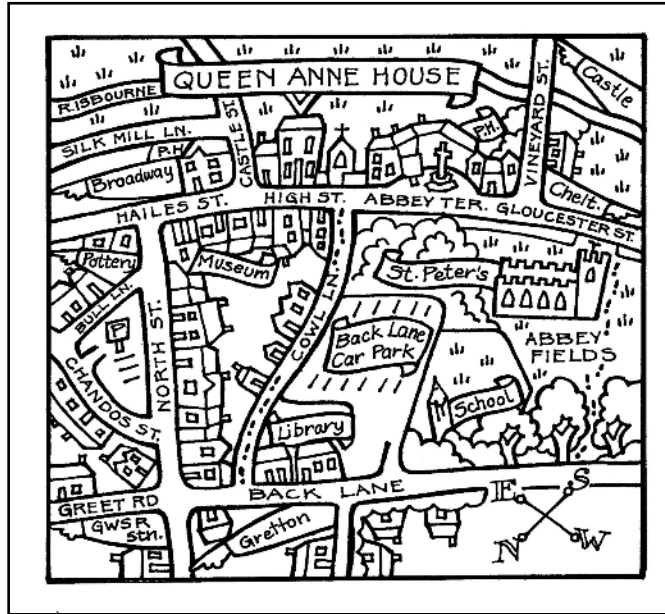 QUEEN ANNE HOUSE
RISBOURNE
SILK MILL LN.
P.H.
Broadway
CASTLE ST.
P.H.
VINEYARD ST.
Castle
Chelt.
HAILES ST.
HIGH ST.
ABBEY TER.
GLOUCESTER ST.
Pottery
BULL LN.
Museum
COWL LN.
St. Peter's
P
NORTH ST.
CHANDOS ST.
Back Lane
Car Park
ABBEY
FIELDS
School
Library
GREET RD
BACK LANE
GWSR
Stn.
Gretton
E
S
N
W